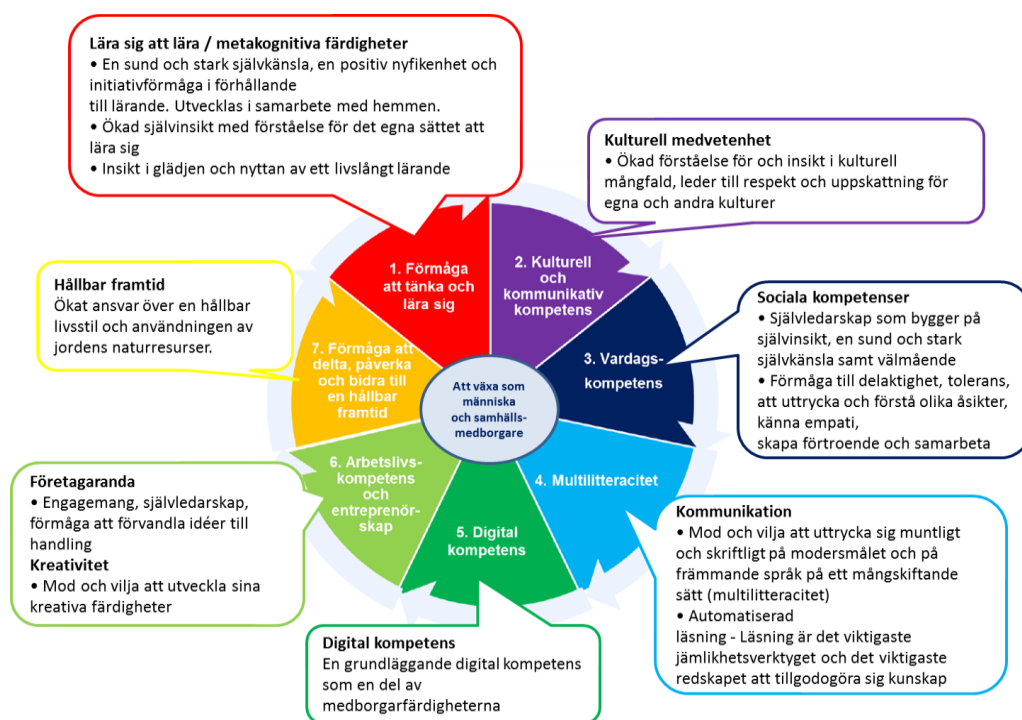 Lära sig att lära / metakognitiva färdigheter
• En sund och stark självkänsla, en positiv nyfikenhet och
initiativförmåga i förhållande
till lärande. Utvecklas i samarbete med hemmen.
• Ökad självinsikt med förståelse för det egna sättet att
lära sig
• Insikt i glädjen och nyttan av ett livslångt lärande
Kulturell medvetenhet
• Ökad förståelse för och insikt i kulturell
mångfald, leder till respekt och uppskattning för
egna och andra kulturer
Hållbar framtid
Ökat ansvar över en hållbar
livsstil och användningen av
jordens naturresurser.
1. Förmåga
att tänka och
lära sig
2. Kulturell
och
kommunikativ
kompetens
3. Vardags-
kompetens
4. Multilitteracitet
5. Digital
kompetens
6. Arbetslivs-
kompetens
och
entreprenör-
skap
7. Förmåga att
delta, påverka
och bidra till
en hållbar
framtid
Att växa som
människa
och samhälls-
medborgare
Sociala kompetenser
• Självledarskap som bygger på
självinsikt, en sund och stark
självkänsla samt välmående
• Förmåga till delaktighet, tolerans,
att uttrycka och förstå olika åsikter,
känna empati,
skapa förtroende och samarbeta
Företagaranda
• Engagemang, självledarskap,
förmåga att förvandla idéer till
handling
Kreativitet
• Mod och vilja att utveckla sina
kreativa färdigheter
Kommunikation
• Mod och vilja att uttrycka sig muntligt
och skriftligt på modersmålet och på
främmande språk på ett mångskiftande
sätt (multilitteracitet)
• Automatiserad
läsning - Läsning är det viktigaste
jämlikhetsverktyget och det viktigaste
redskapet att tillgodogöra sig kunskap
Digital kompetens
En grundläggande digital kompetens
som en del av
medborgarfärdigheterna